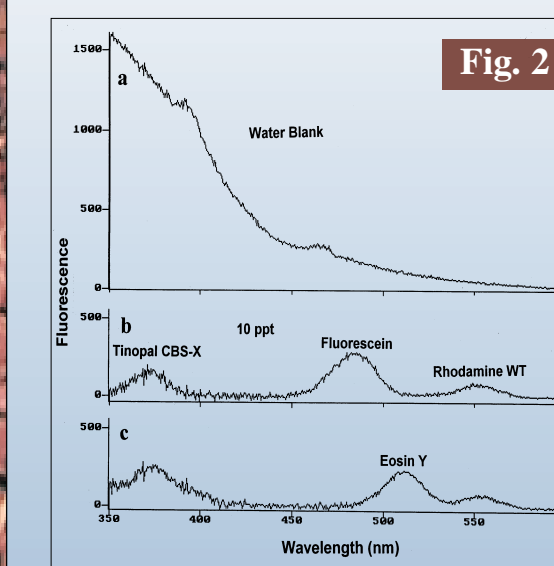 Fig. 2
1500
a
Water Blank
1000
500
0
Fluorescence
500
b
10 ppt
Fluorescein
Tinopal CBS-X
Rhodamine WT
0
500
c
Eosin Y
0
350 400 450 500 550
Wavelength (nm)